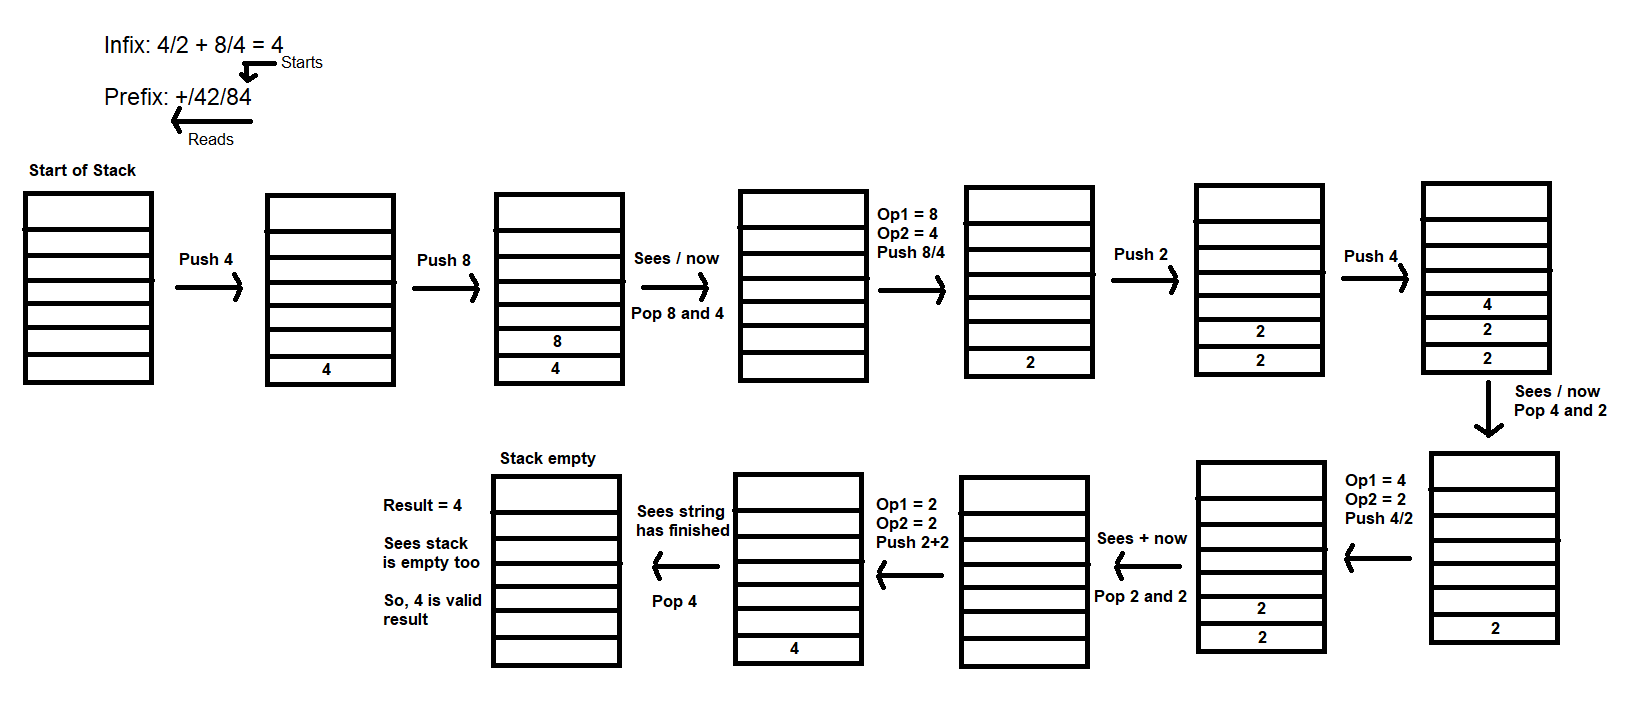 Infix: 4/2 + 8/4 = 4
Starts
Prefix: +/42/84
Reads
Start of Stack
Push 4
4
Push 8
8
4
Sees / now
Pop 8 and 4
Op1 = 8
Op2 = 4
Push 8/4
2
Push 2
2
2
Push 4
4
2
2
Sees / now
Pop 4 and 2
2
Op1 = 4
Op2 = 2
Push 4/2
2
2
Sees + now
Pop 2 and 2
Op1 = 2
Op2 = 2
Push 2+2
4
Sees string
has finished
Pop 4
Stack empty
Result = 4
Sees stack
is empty too
So, 4 is valid
result